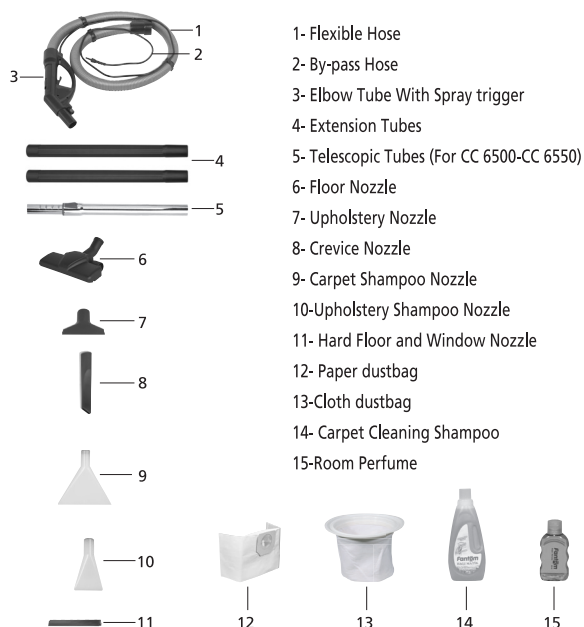 1
2
3
4
5
6
7
8
9
10
11
1- Flexible Hose
2- By-pass Hose
3- Elbow Tube With Spray trigger
4- Extension Tubes
5- Telescopic Tubes (For CC 6500-CC 6550)
6- Floor Nozzle
7- Upholstery Nozzle
8- Crevice Nozzle
9- Carpet Shampoo Nozzle
10-Upholstery Shampoo Nozzle
11- Hard Floor and Window Nozzle
12- Paper dustbag
13-Cloth dustbag
14- Carpet Cleaning Shampoo
15-Room Perfume
Fantom
12
13
14
15